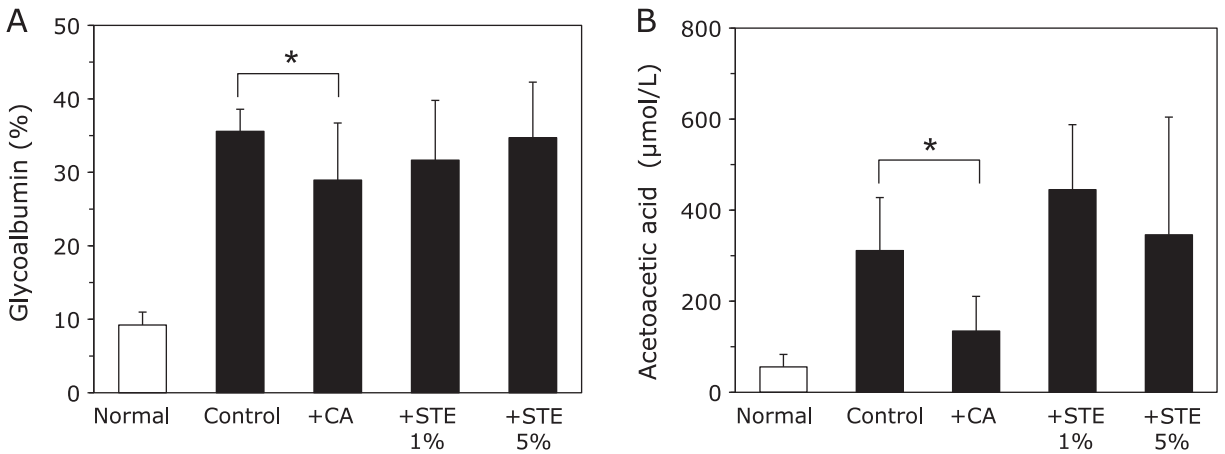 A
Glycoalbumin (%)
50
40
30
20
10
0
*
Normal
Control
+CA
+STE
1%
+STE
5%
B
Acetoacetic acid (µmol/L)
800
600
400
200
0
*
Normal
Control
+CA
+STE
1%
+STE
5%